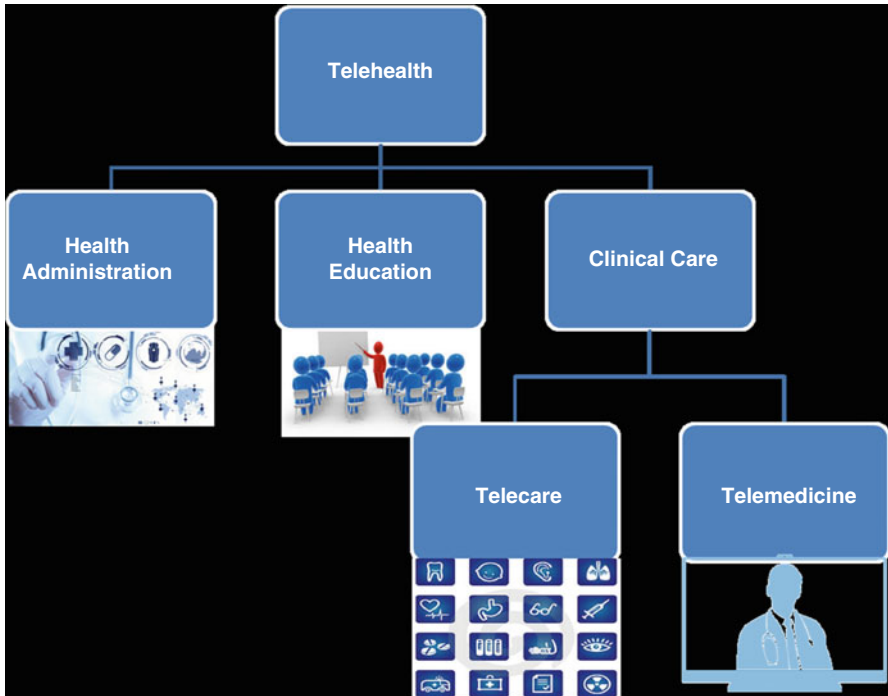 Telehealth
Health
Administration
Health
Education
Clinical Care
Telecare
Telemedicine